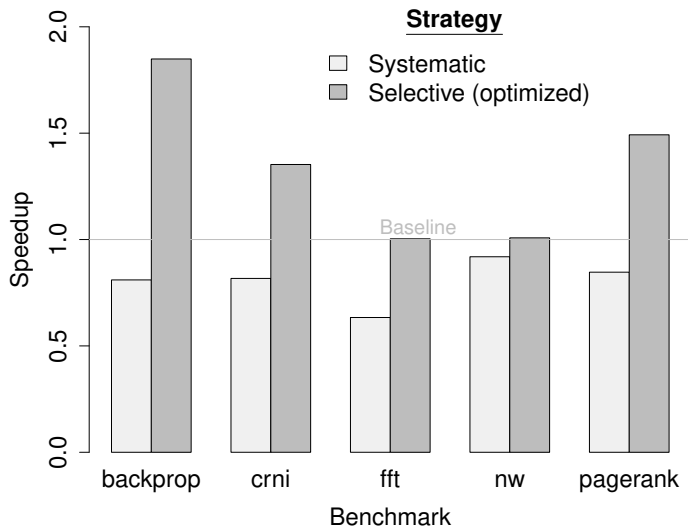 Strategy
Systematic
Selective (optimized)
2.0
1.5
1.0
0.5
0.0
Speedup
Baseline
backprop crni fft nw pagerank
Benchmark